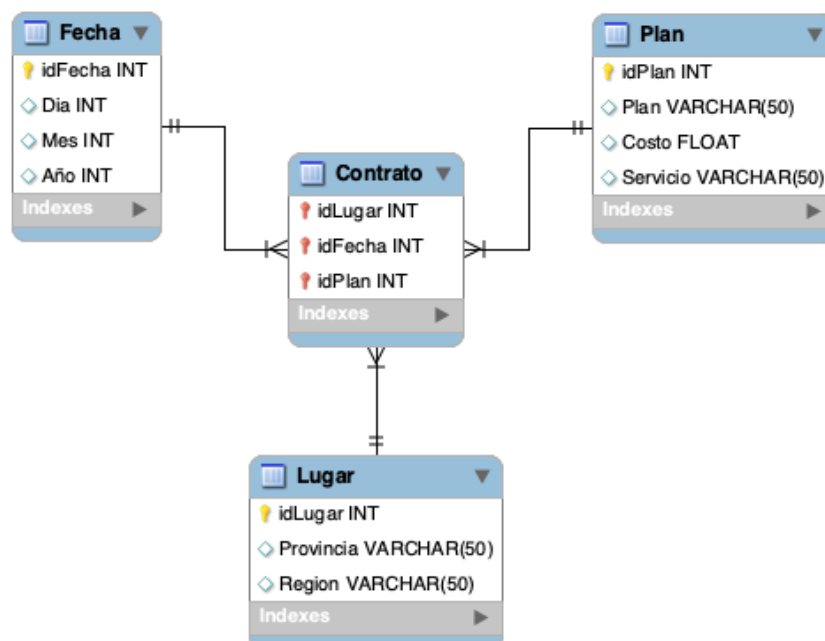 Fecha
idFecha INT
Dia INT
Mes INT
Año INT
Indexes
Plan
idPlan INT
Plan VARCHAR(50)
Costo FLOAT
Servicio VARCHAR(50)
Indexes
Contrato
idLugar INT
idFecha INT
idPlan INT
Indexes
Lugar
idLugar INT
Provincia VARCHAR(50)
Region VARCHAR(50)
Indexes